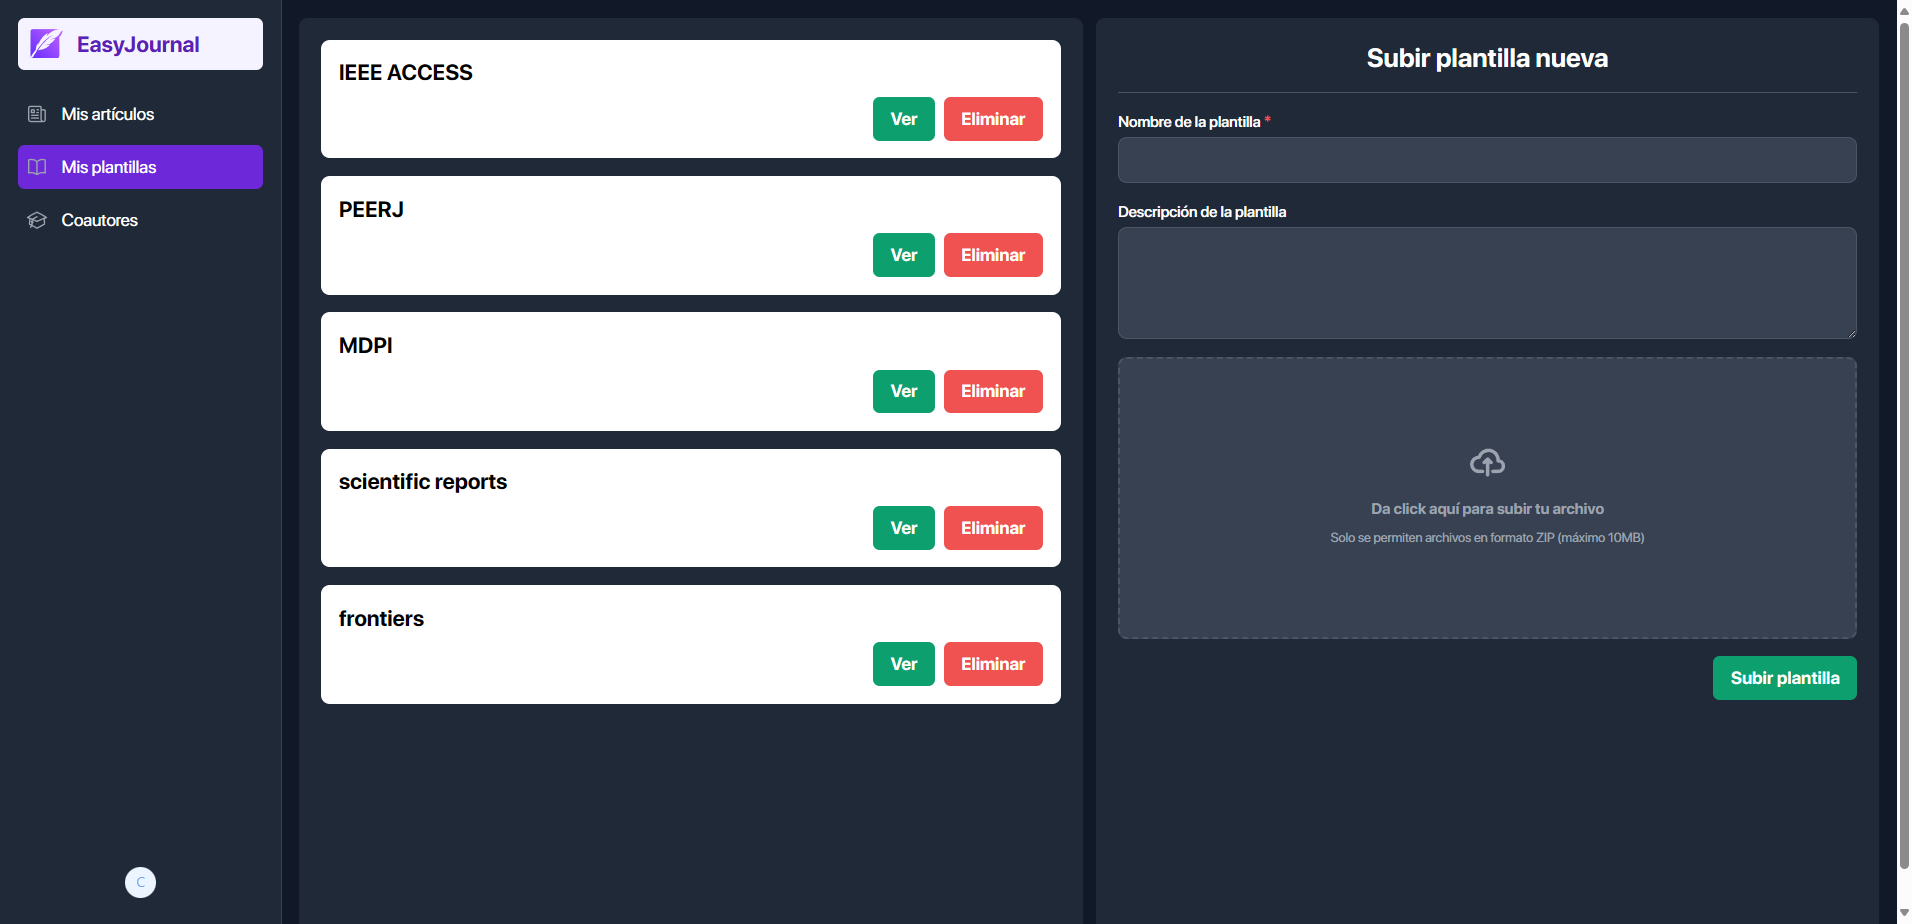 EasyJournal
Mis artículos
Mis plantillas
Coautores
C
IEEE ACCESS
Ver Eliminar
PEERJ
Ver Eliminar
MDPI
Ver Eliminar
scientific reports
Ver Eliminar
frontiers
Ver Eliminar
Subir plantilla nueva
Nombre de la plantilla *
Descripción de la plantilla
Da click aquí para subir tu archivo
Solo se permiten archivos en formato ZIP (máximo 10MB)
Subir plantilla